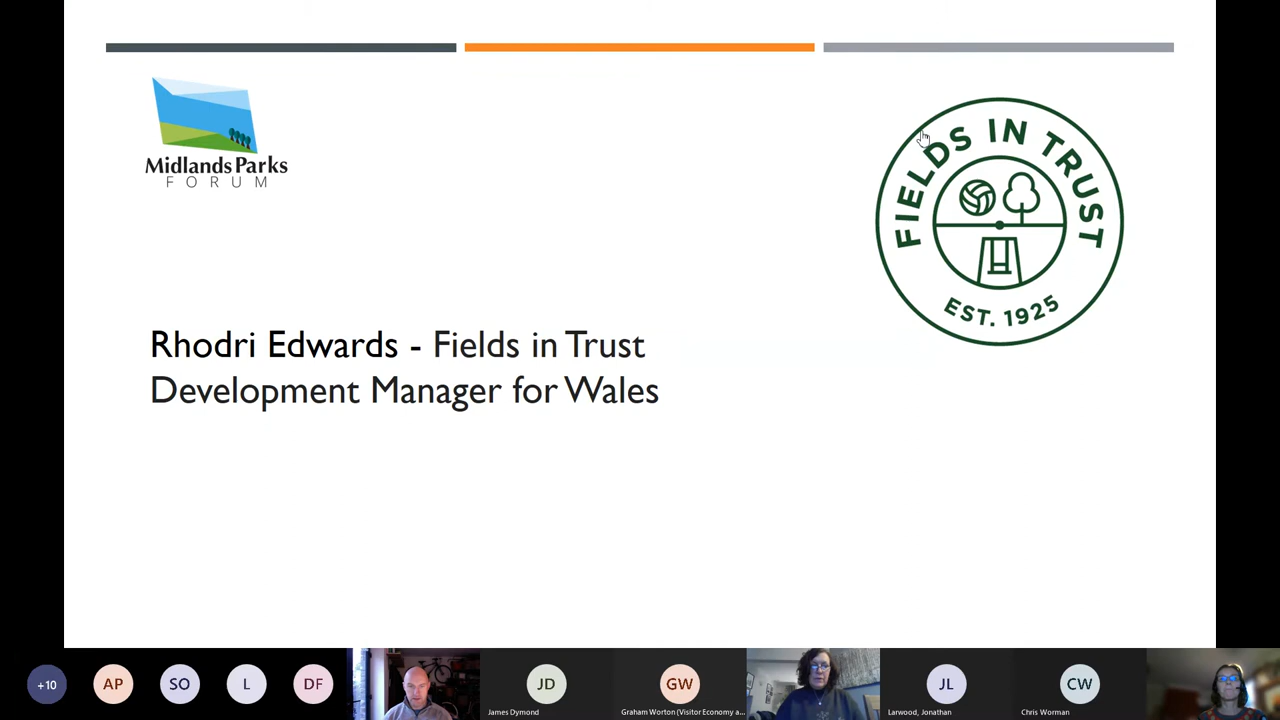 Midlands Parks
FORUM
FIELDS IN TRUST
EST. 1925
Rhodri Edwards - Fields in Trust
Development Manager for Wales
+10
AP
SO
L
DF
JD
James Dymond
GW
Graham Worton (Visitor Economy a...
JL
Larwood, Jonathan
CW
Chris Worman